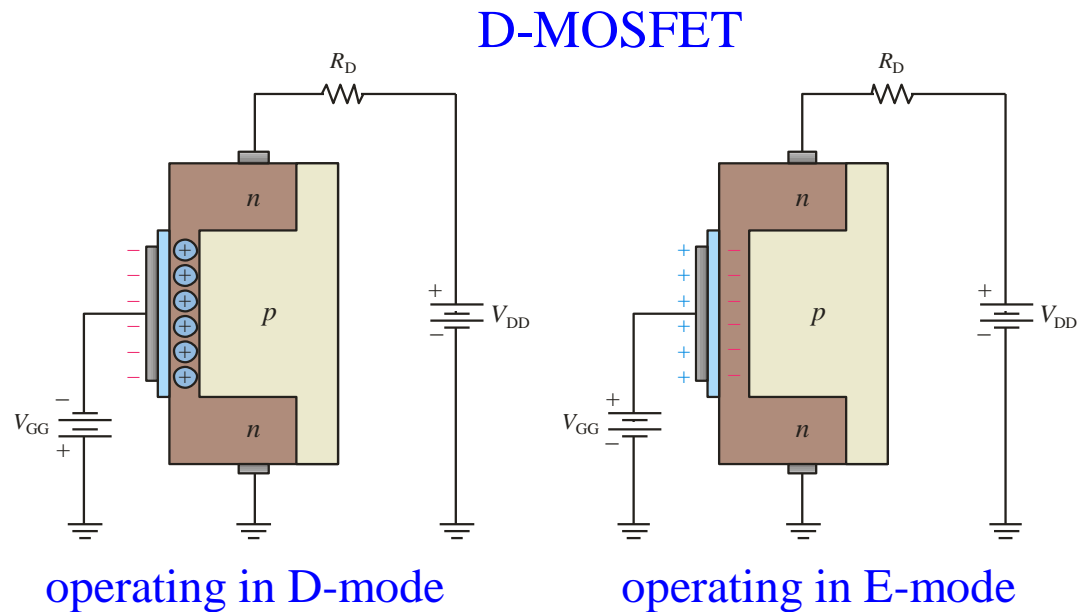 D-MOSFET
R_D
R_D
n
n
− + + −
− + + −
− + + −
p
p
− + + −
− + + −
− + + −
+
V_DD
−
+
V_DD
−
−
V_GG
+
+
V_GG
−
n
n
operating in D-mode
operating in E-mode